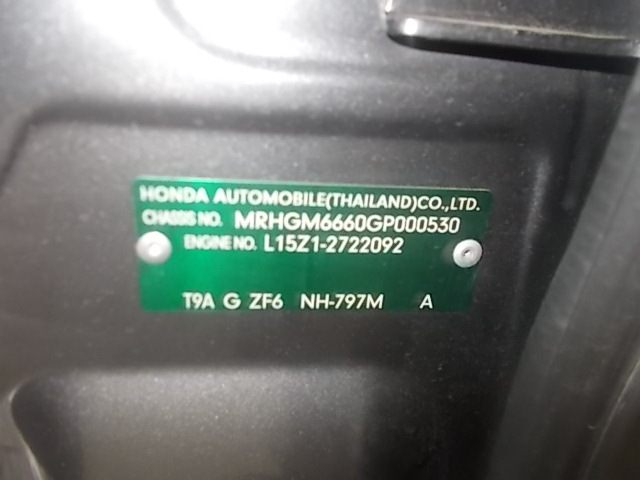 HONDA AUTOMOBILE(THAILAND)CO.,LTD.
CHASSIS NO. MRHGM6660GP000530
ENGINE NO. L15Z1-2722092
T9A G ZF6 NH-797M A